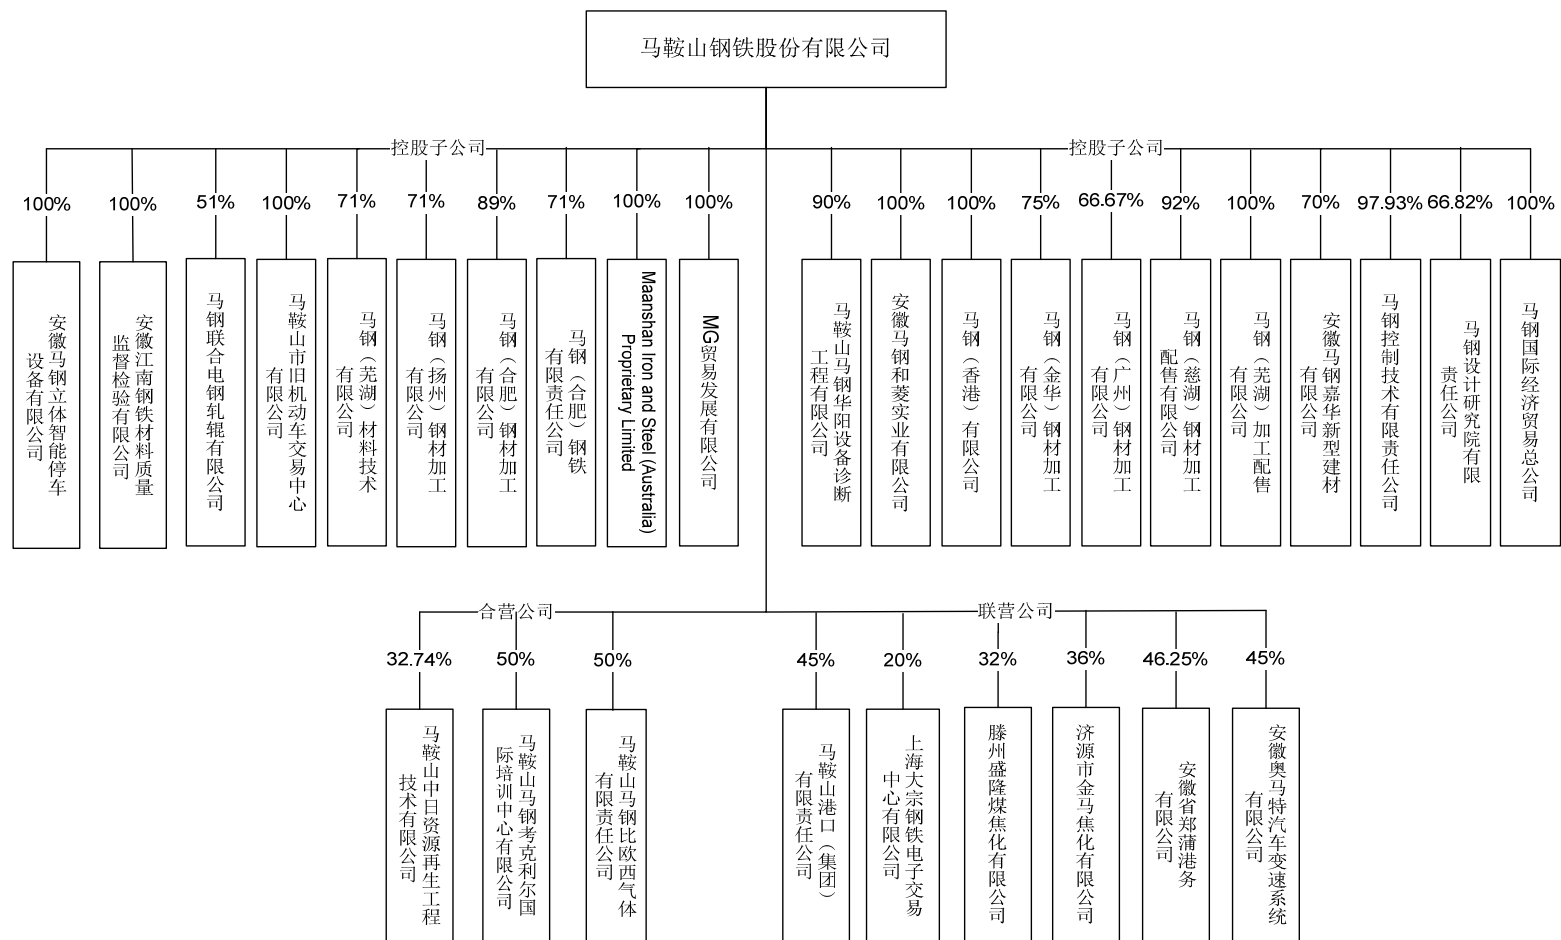 马鞍山钢铁股份有限公司
控股子公司
控股子公司
100%
100%
51%
100%
71%
71%
89%
71%
100%
100%
90%
100%
100%
75%
66.67%
92%
100%
70%
97.93%
66.82%
100%
安徽马钢立体智能停车
设备有限公司
安徽江南钢铁材料质量
监督检验有限公司
马钢联合电钢轧辊有限公司
马鞍山市旧机动车交易中心
有限公司
马钢（芜湖）材料技术
有限公司
马钢（扬州）钢材加工
有限公司
马钢（合肥）钢材加工
有限公司
马钢（合肥）钢铁
有限责任公司
Maanshan Iron and Steel (Australia)
Proprietary Limited
MG贸易发展有限公司
马鞍山马钢华阳设备诊断
工程有限公司
安徽马钢和菱实业有限公司
马钢（香港）有限公司
马钢（金华）钢材加工
有限公司
马钢（广州）钢材加工
有限公司
马钢（慈湖）钢材加工
配售有限公司
马钢（芜湖）加工配售
有限公司
安徽马钢嘉华新型建材
有限公司
马钢控制技术有限责任公司
马钢设计研究院有限
责任公司
马钢国际经济贸易总公司
合营公司
联营公司
32.74%
50%
50%
45%
20%
32%
36%
46.25%
45%
马鞍山中日资源再生工程
技术有限公司
马鞍山马钢考克利尔国
际培训中心有限公司
马鞍山马钢比欧西气体
有限责任公司
马鞍山港口（集团）
有限责任公司
上海大宗钢铁电子交易
中心有限公司
滕州盛隆煤焦化有限公司
济源市金马焦化有限公司
安徽省郑蒲港务
有限公司
安徽奥马特汽车变速系统
有限公司